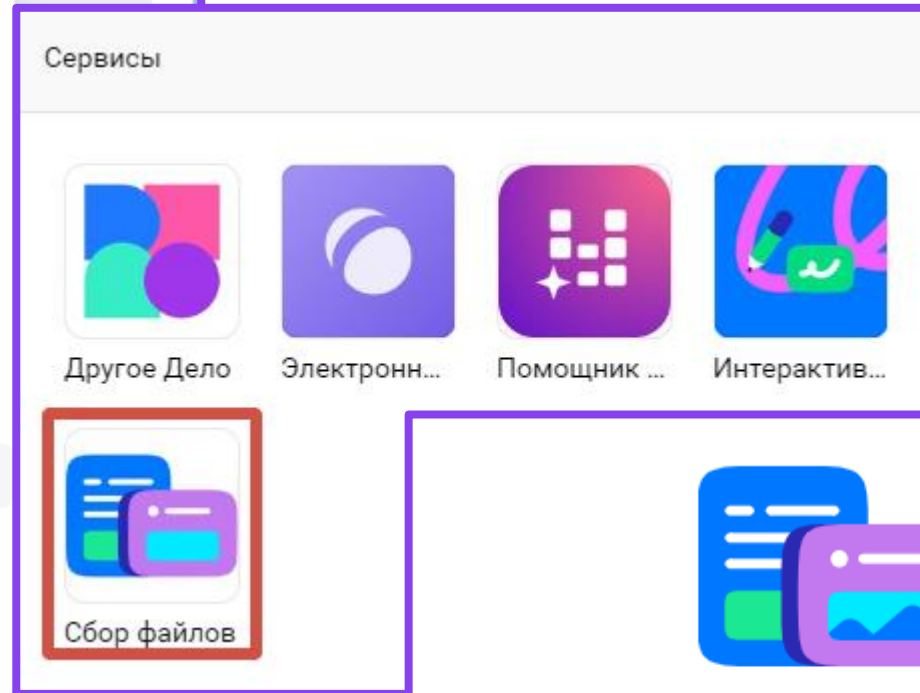 Сервисы
Другое Дело
Электронн...
Помощник ...
Интерактив...
Сбор файлов